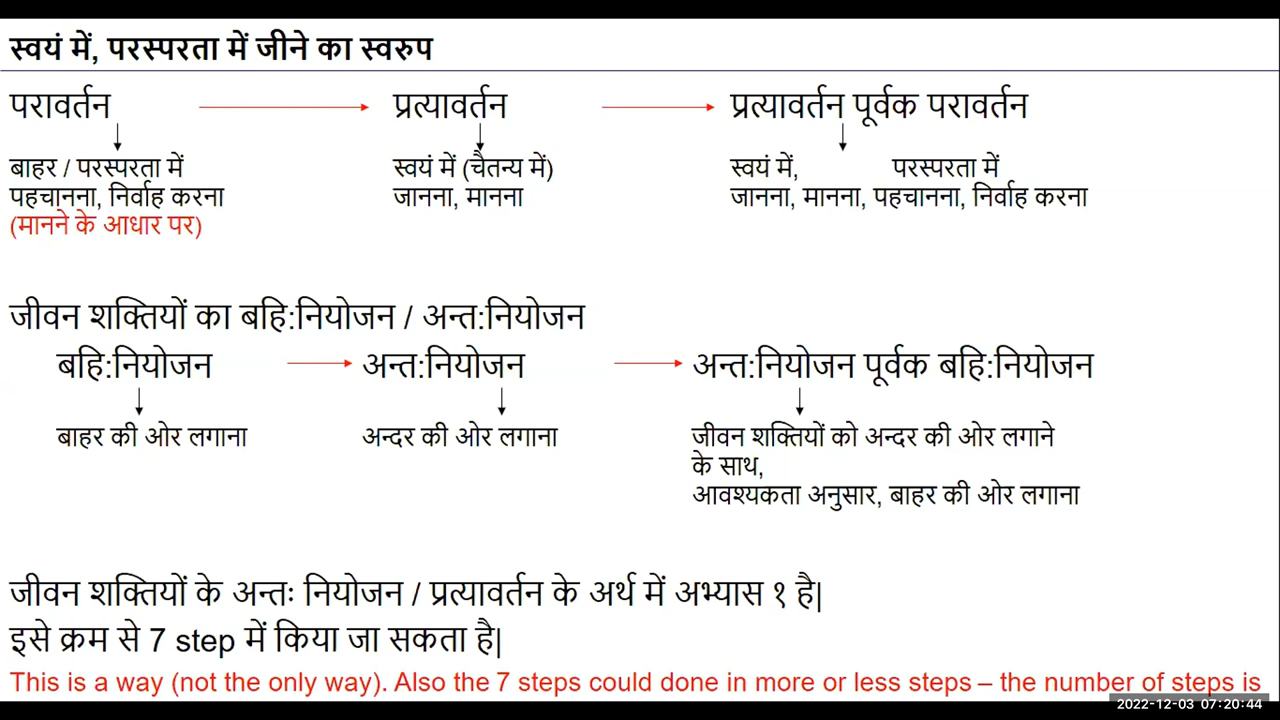 स्वयं में, परस्परता में जीने का स्वरुप
परावर्तन प्रत्यावर्तन प्रत्यावर्तन पूर्वक परावर्तन
बाहर / परस्परता में स्वयं में (चैतन्य में) स्वयं में, परस्परता में
पहचानना, निर्वाह करना जानना, मानना जानना, मानना, पहचानना, निर्वाह करना
(मानने के आधार पर)
जीवन शक्तियों का बहि:नियोजन / अन्त:नियोजन
बहि:नियोजन अन्त:नियोजन अन्त:नियोजन पूर्वक बहि:नियोजन
बाहर की ओर लगाना अन्दर की ओर लगाना जीवन शक्तियों को अन्दर की ओर लगाने
के साथ,
आवश्यकता अनुसार, बाहर की ओर लगाना
जीवन शक्तियों के अन्तः नियोजन / प्रत्यावर्तन के अर्थ में अभ्यास १ है|
इसे क्रम से 7 step में किया जा सकता है|
This is a way (not the only way). Also the 7 steps could done in more or less steps – the number of steps is
2022-12-03 07:20:44